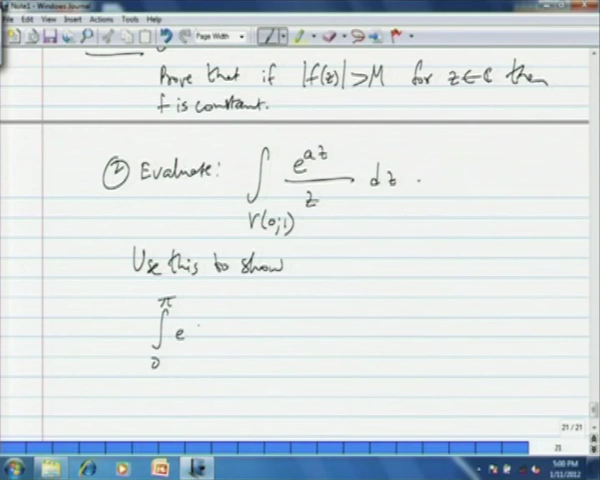 Note1 - Windows Journal
File Edit View Insert Actions Tools Help
Page Width
Prove that if |f(z)| > M for z ∈ ℂ then
f is constant.
② Evaluate: ∫ e^{az} / z dz.
γ(0;1)
Use this to show
π
∫ e
0
21 / 21
21
5:00 PM
1/11/2012